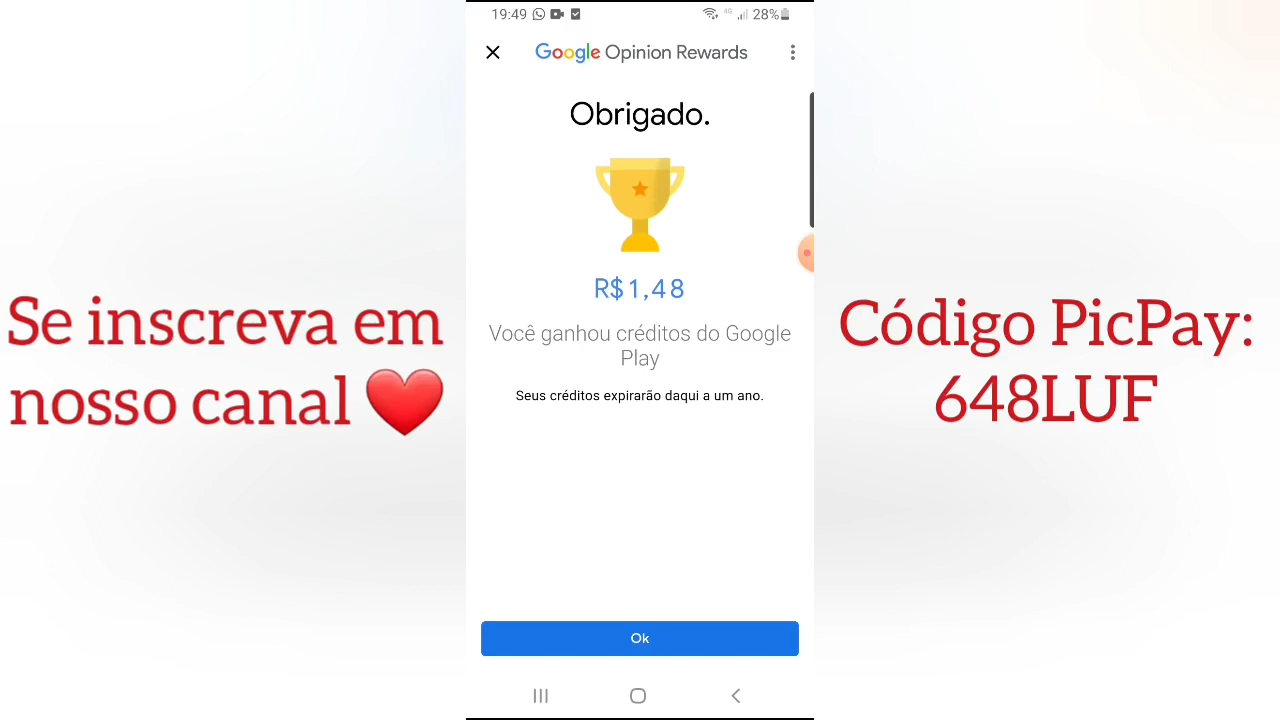 19:49 4G 28%
Google Opinion Rewards
Obrigado.
R$1,48
Você ganhou créditos do Google
Play
Seus créditos expirarão daqui a um ano.
Ok
Se inscreva em
nosso canal ❤️
Código PicPay:
648LUF